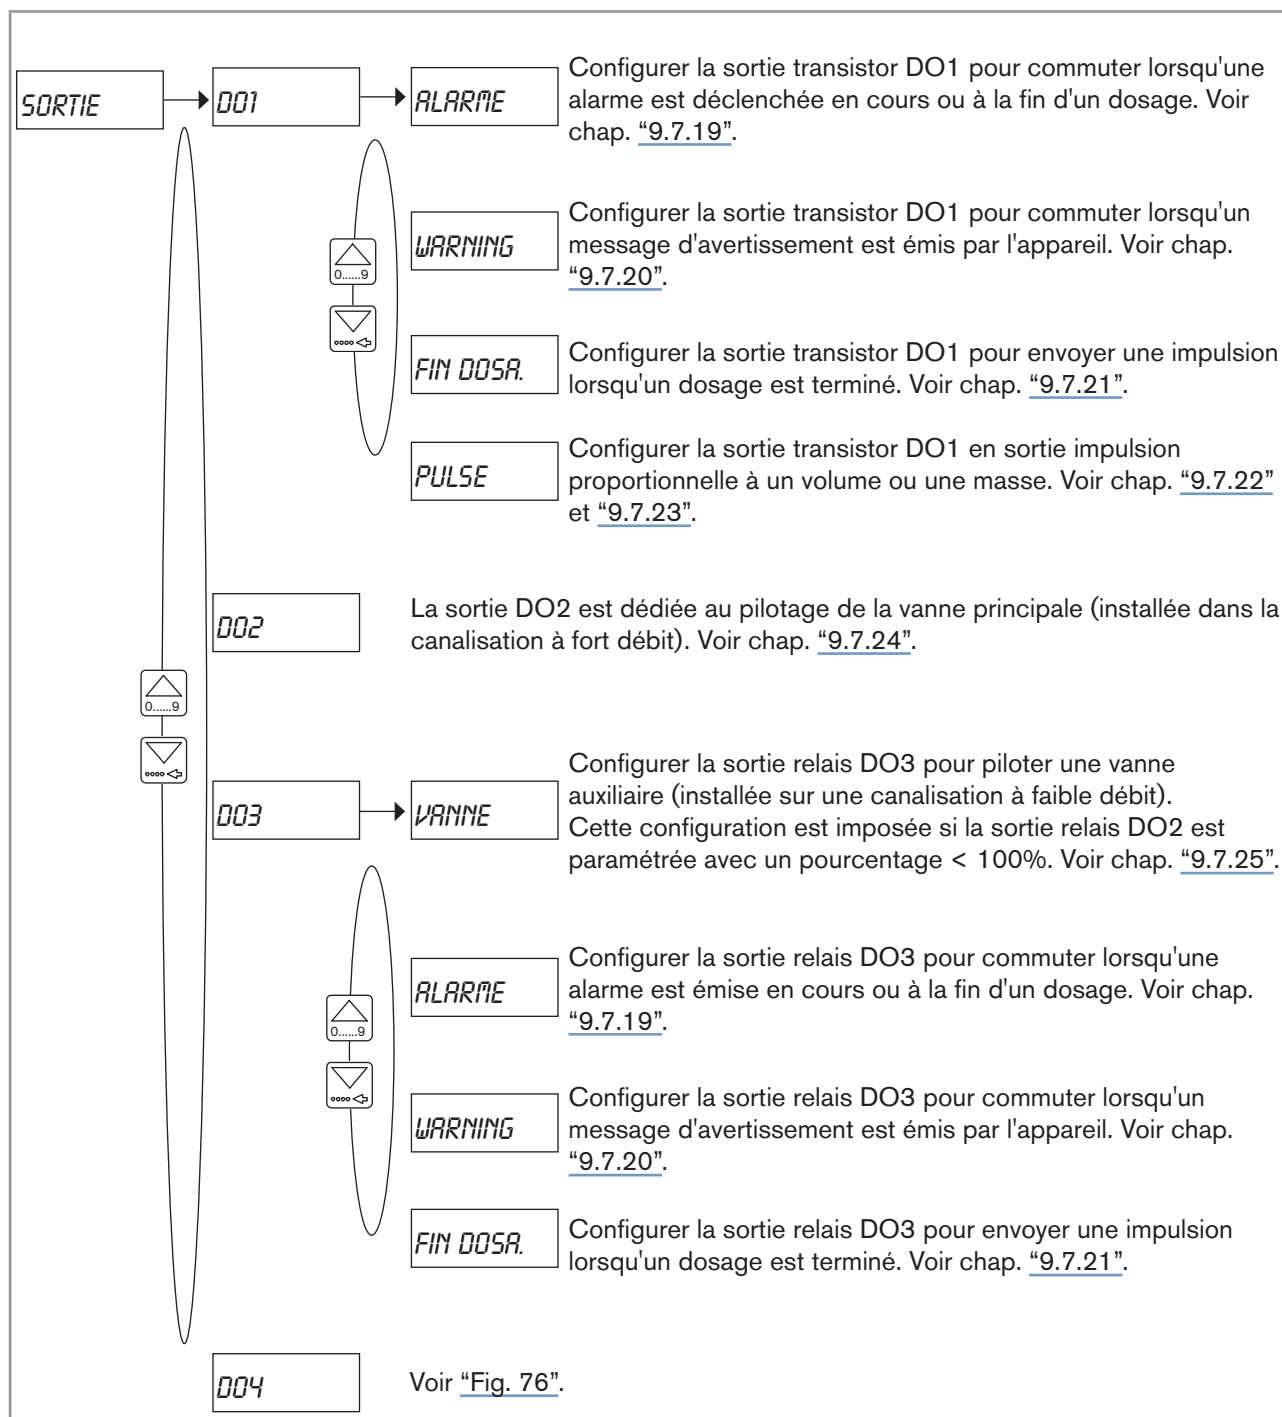 SORTIE
DO1
ALARME
Configurer la sortie transistor DO1 pour commuter lorsqu'une
alarme est déclenchée en cours ou à la fin d'un dosage. Voir
chap. “9.7.19”.
WARNING
Configurer la sortie transistor DO1 pour commuter lorsqu'un
message d'avertissement est émis par l'appareil. Voir chap.
“9.7.20”.
0......9
FIN DOSA.
Configurer la sortie transistor DO1 pour envoyer une impulsion
lorsqu'un dosage est terminé. Voir chap. “9.7.21”.
PULSE
Configurer la sortie transistor DO1 en sortie impulsion
proportionnelle à un volume ou une masse. Voir chap. “9.7.22”
et “9.7.23”.
DO2
La sortie DO2 est dédiée au pilotage de la vanne principale (installée dans la
canalisation à fort débit). Voir chap. “9.7.24”.
0......9
DO3
VANNE
Configurer la sortie relais DO3 pour piloter une vanne
auxiliaire (installée sur une canalisation à faible débit).
Cette configuration est imposée si la sortie relais DO2 est
paramétrée avec un pourcentage < 100%. Voir chap. “9.7.25”.
ALARME
Configurer la sortie relais DO3 pour commuter lorsqu'une
alarme est émise en cours ou à la fin d'un dosage. Voir chap.
“9.7.19”.
0......9
WARNING
Configurer la sortie relais DO3 pour commuter lorsqu'un
message d'avertissement est émis par l'appareil. Voir chap.
“9.7.20”.
FIN DOSA.
Configurer la sortie relais DO3 pour envoyer une impulsion
lorsqu'un dosage est terminé. Voir chap. “9.7.21”.
DO4
Voir “Fig. 76”.